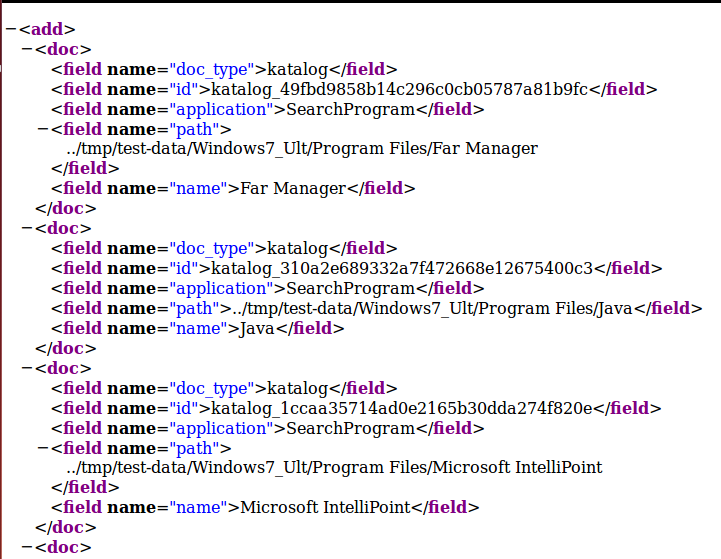 −<add>
−<doc>
<field name="doc_type">katalog</field>
<field name="id">katalog_49fbd9858b14c296c0cb05787a81b9fc</field>
<field name="application">SearchProgram</field>
−<field name="path">
../tmp/test-data/Windows7_Ult/Program Files/Far Manager
</field>
<field name="name">Far Manager</field>
</doc>
−<doc>
<field name="doc_type">katalog</field>
<field name="id">katalog_310a2e689332a7f472668e12675400c3</field>
<field name="application">SearchProgram</field>
<field name="path">../tmp/test-data/Windows7_Ult/Program Files/Java</field>
<field name="name">Java</field>
</doc>
−<doc>
<field name="doc_type">katalog</field>
<field name="id">katalog_1ccaa35714ad0e2165b30dda274f820e</field>
<field name="application">SearchProgram</field>
−<field name="path">
../tmp/test-data/Windows7_Ult/Program Files/Microsoft IntelliPoint
</field>
<field name="name">Microsoft IntelliPoint</field>
</doc>
−<doc>